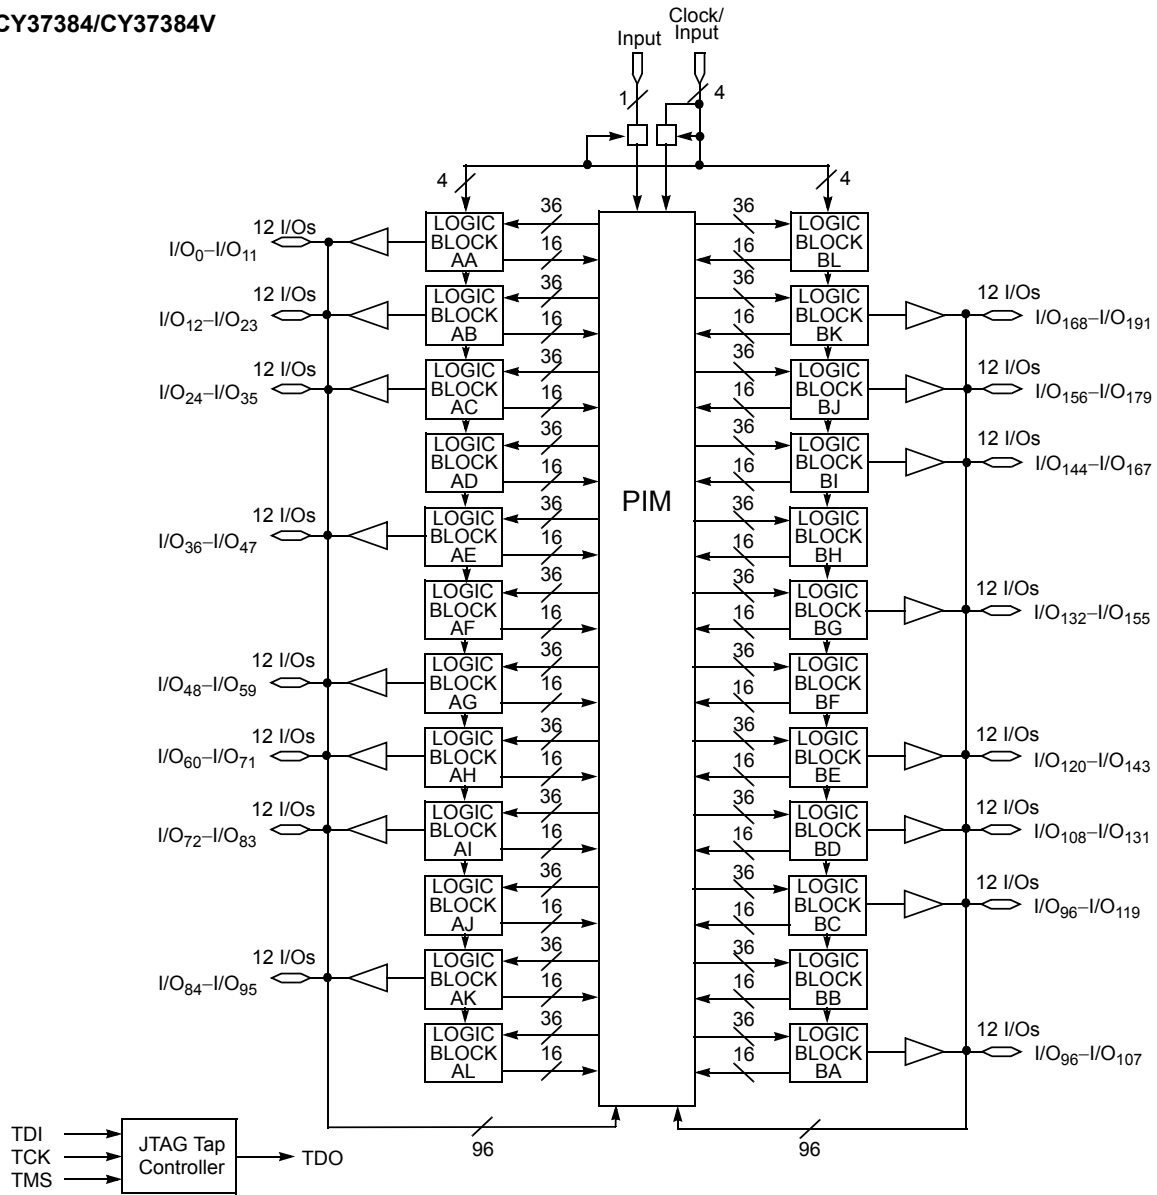 CY37384/CY37384V
Clock/
Input
Input
1
4
4
4
12 I/Os
I/O0–I/O11
LOGIC
BLOCK
AA
36
16
36
16
LOGIC
BLOCK
BL
12 I/Os
I/O12–I/O23
LOGIC
BLOCK
AB
36
16
36
16
LOGIC
BLOCK
BK
12 I/Os
I/O168–I/O191
12 I/Os
I/O24–I/O35
LOGIC
BLOCK
AC
36
16
36
16
LOGIC
BLOCK
BJ
12 I/Os
I/O156–I/O179
LOGIC
BLOCK
AD
36
16
PIM
36
16
LOGIC
BLOCK
BI
12 I/Os
I/O144–I/O167
12 I/Os
I/O36–I/O47
LOGIC
BLOCK
AE
36
16
36
16
LOGIC
BLOCK
BH
LOGIC
BLOCK
AF
36
16
36
16
LOGIC
BLOCK
BG
12 I/Os
I/O132–I/O155
12 I/Os
I/O48–I/O59
LOGIC
BLOCK
AG
36
16
36
16
LOGIC
BLOCK
BF
12 I/Os
I/O60–I/O71
LOGIC
BLOCK
AH
36
16
36
16
LOGIC
BLOCK
BE
12 I/Os
I/O120–I/O143
12 I/Os
I/O72–I/O83
LOGIC
BLOCK
AI
36
16
36
16
LOGIC
BLOCK
BD
12 I/Os
I/O108–I/O131
LOGIC
BLOCK
AJ
36
16
36
16
LOGIC
BLOCK
BC
12 I/Os
I/O96–I/O119
12 I/Os
I/O84–I/O95
LOGIC
BLOCK
AK
36
16
36
16
LOGIC
BLOCK
BB
LOGIC
BLOCK
AL
36
16
36
16
LOGIC
BLOCK
BA
12 I/Os
I/O96–I/O107
96
96
TDI
TCK
TMS
JTAG Tap
Controller
TDO